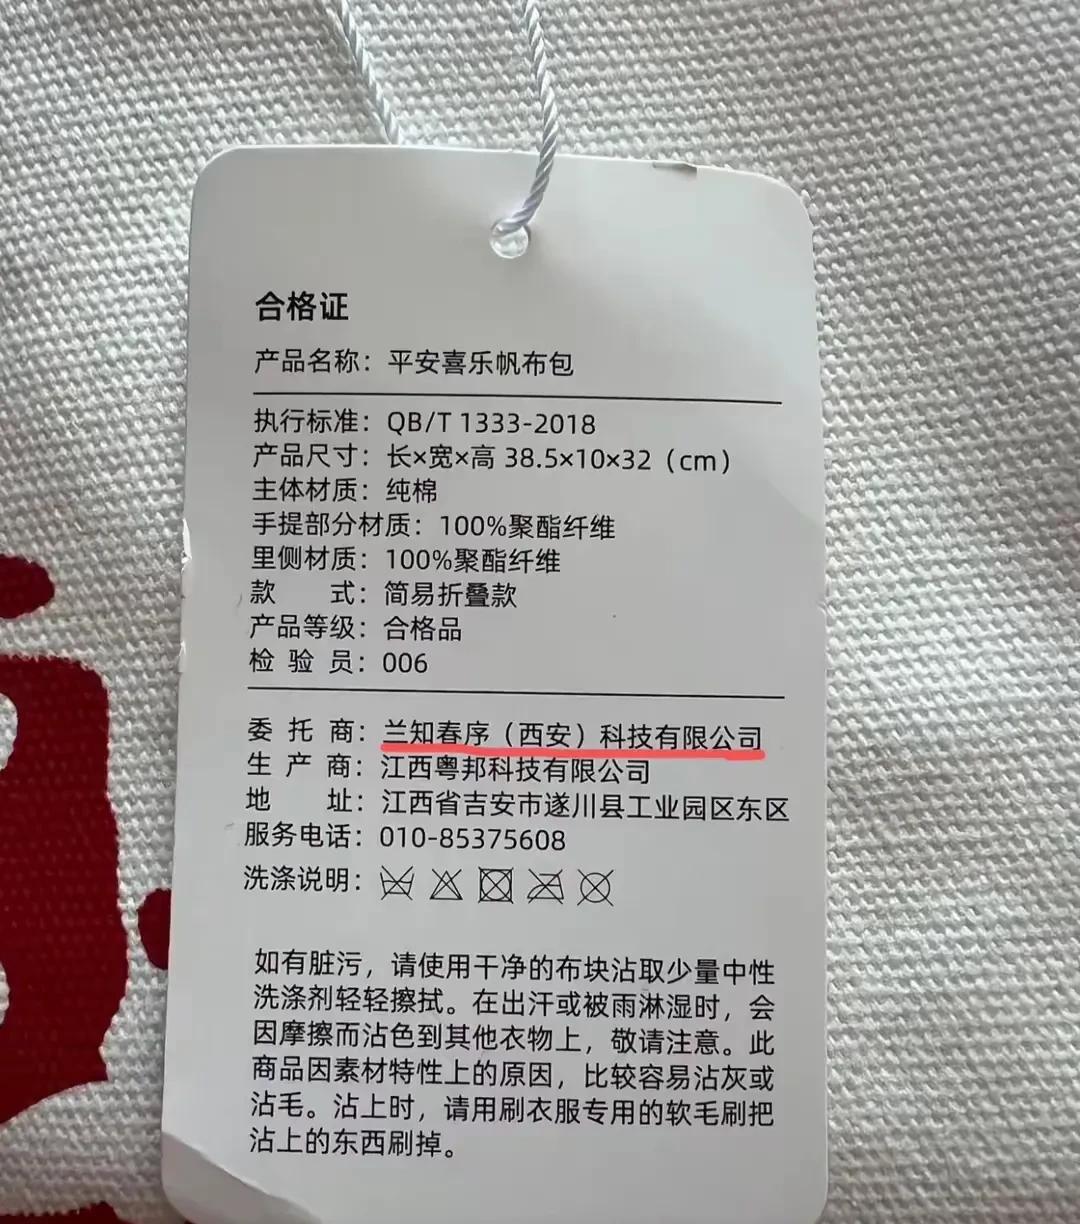 合格证
产品名称：平安喜乐帆布包
执行标准：QB/T 1333-2018
产品尺寸：长×宽×高 38.5×10×32（cm）
主体材质：纯棉
手提部分材质：100%聚酯纤维
里侧材质：100%聚酯纤维
款 式：简易折叠款
产品等级：合格品
检 验 员：006
委 托 商：兰知春序（西安）科技有限公司
生 产 商：江西粤邦科技有限公司
地 址：江西省吉安市遂川县工业园区东区
服务电话：010-85375608
洗涤说明：
如有脏污，请使用干净的布块沾取少量中性
洗涤剂轻轻擦拭。在出汗或被雨淋湿时，会
因摩擦而沾色到其他衣物上，敬请注意。此
商品因素材特性上的原因，比较容易沾灰或
沾毛。沾上时，请用刷衣服专用的软毛刷把
沾上的东西刷掉。